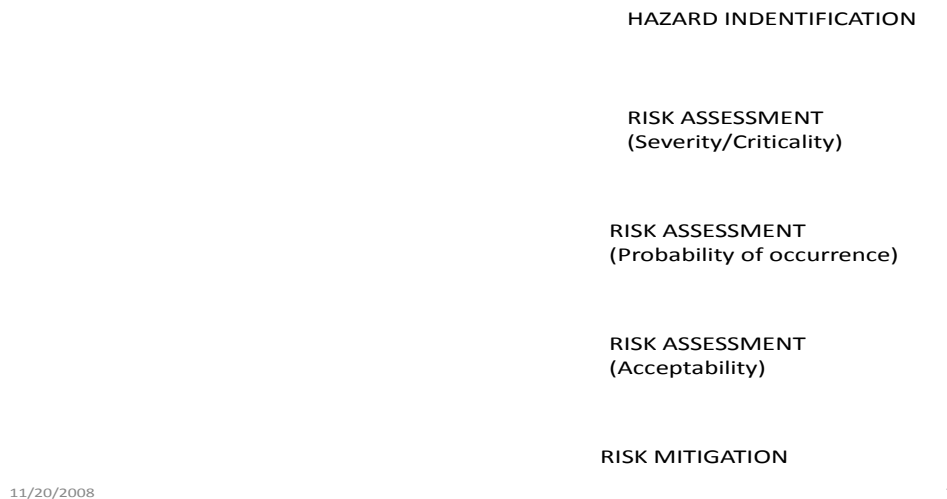 HAZARD INDENTIFICATION
RISK ASSESSMENT
(Severity/Criticality)
RISK ASSESSMENT
(Probability of occurrence)
RISK ASSESSMENT
(Acceptability)
RISK MITIGATION
11/20/2008